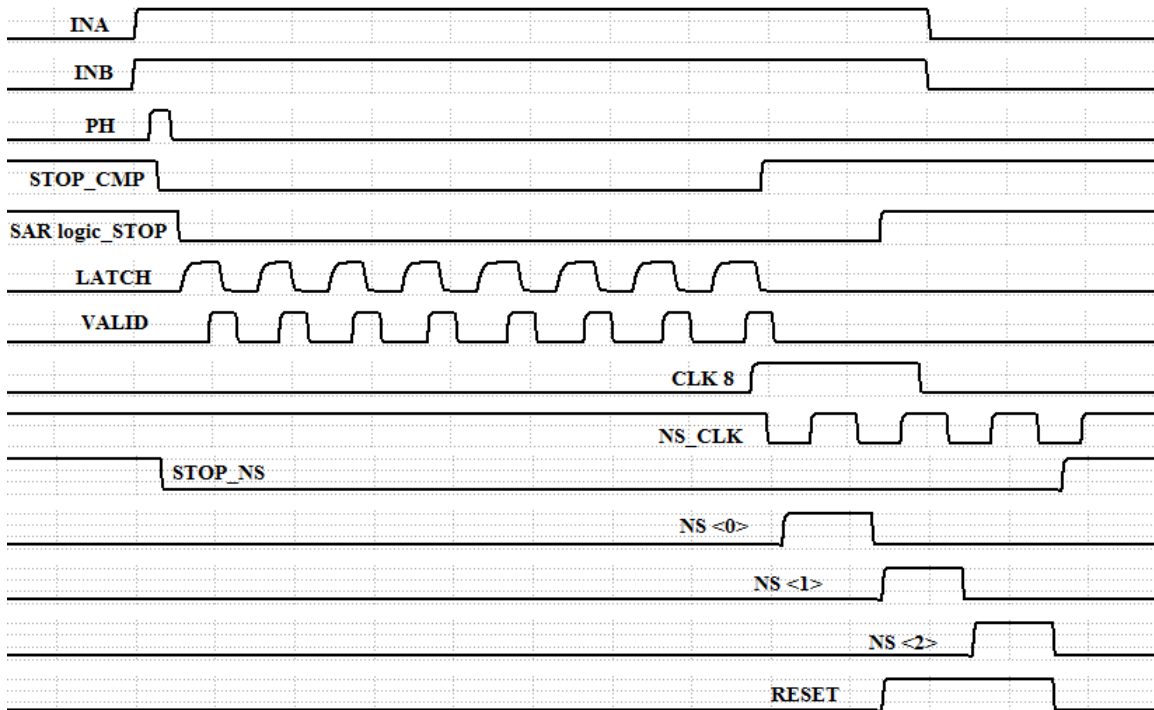 INA
INB
PH
STOP_CMP
SAR logic_STOP
LATCH
VALID
CLK 8
NS_CLK
STOP_NS
NS <0>
NS <1>
NS <2>
RESET